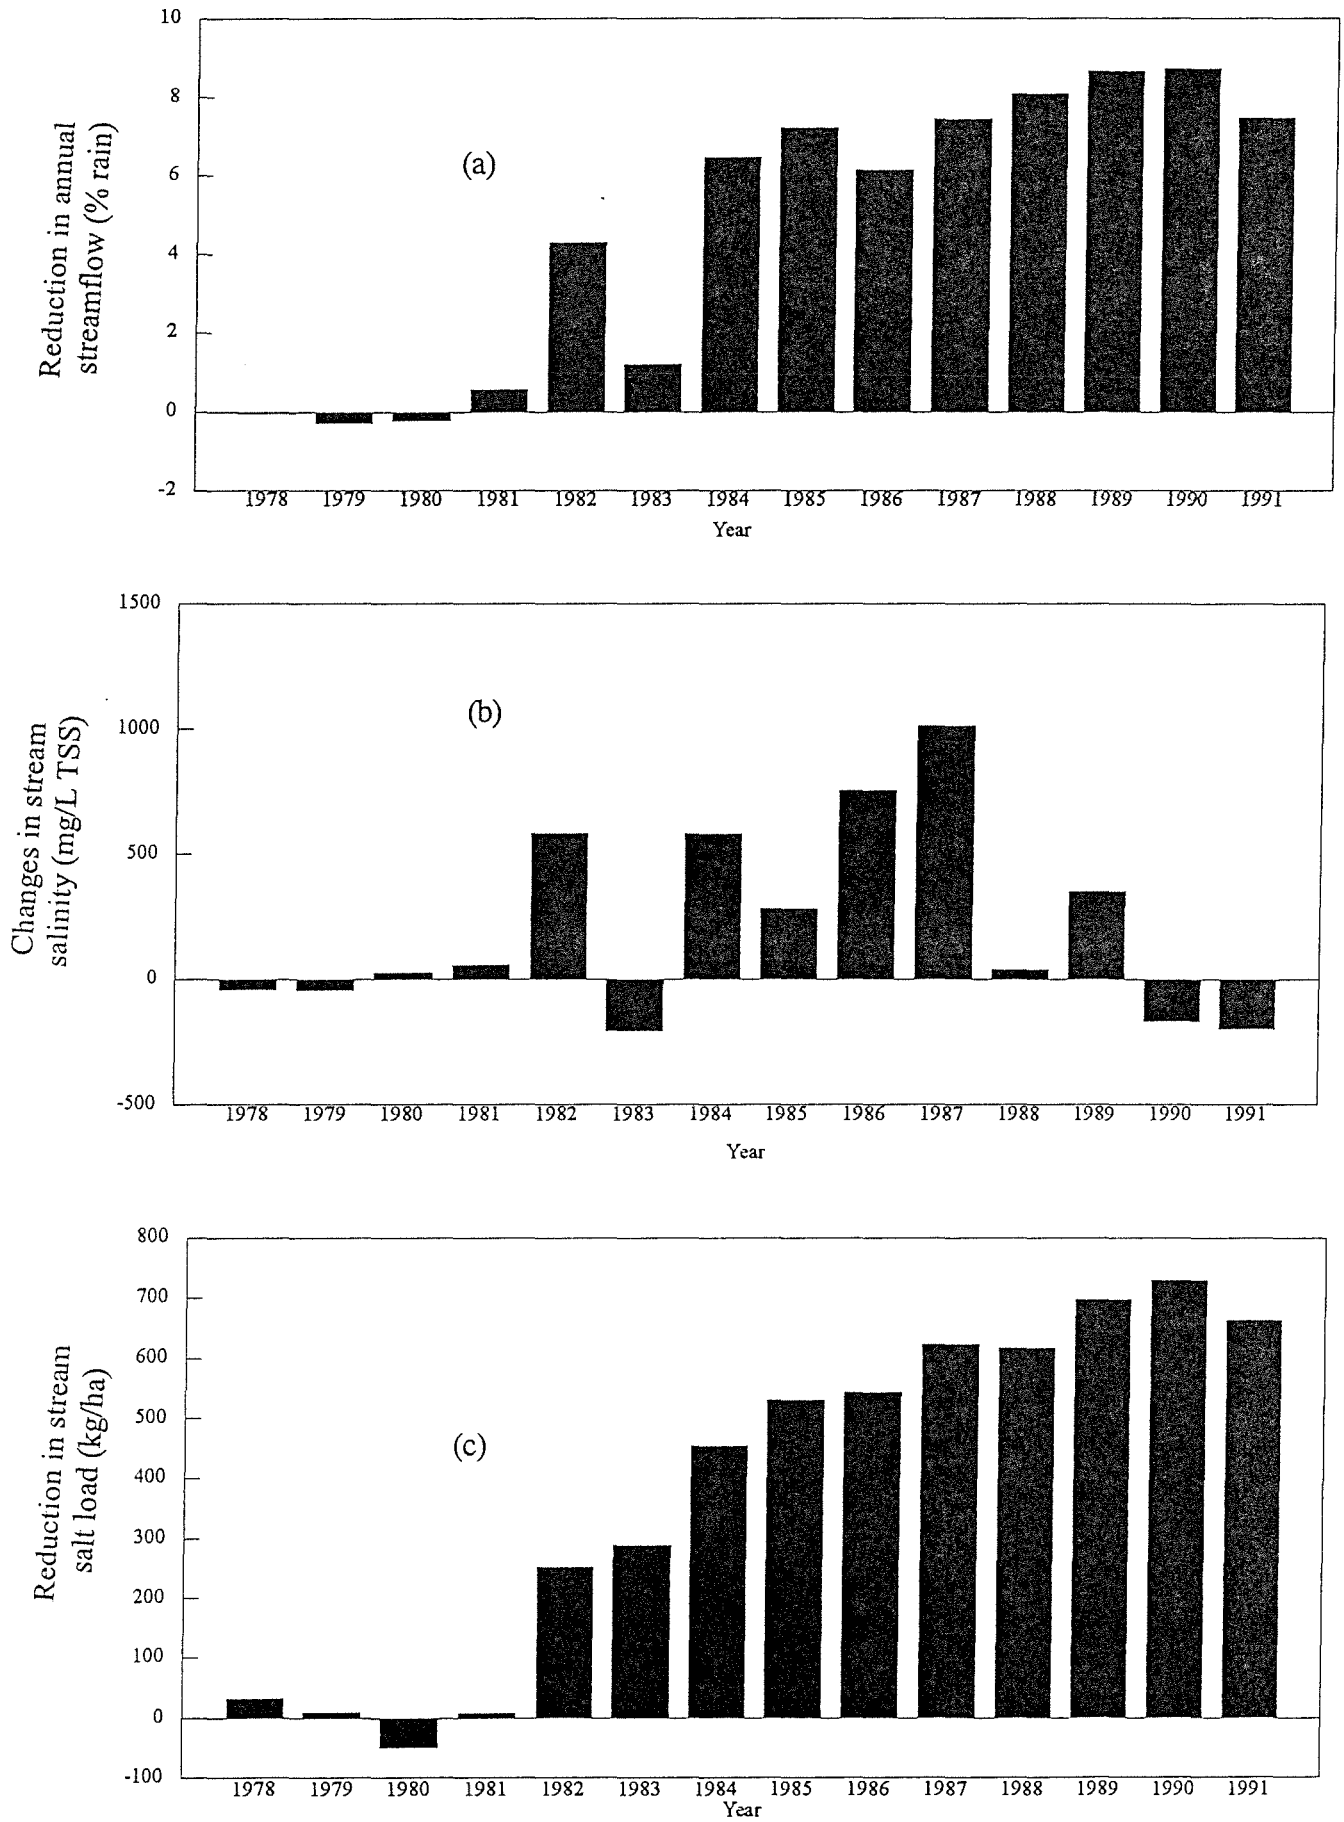 10
8
6
4
2
0
-2
Reduction in annual
streamflow (% rain)
(a)
1978 1979 1980 1981 1982 1983 1984 1985 1986 1987 1988 1989 1990 1991
Year
1500
1000
500
0
-500
Changes in stream
salinity (mg/L TSS)
(b)
1978 1979 1980 1981 1982 1983 1984 1985 1986 1987 1988 1989 1990 1991
Year
800
700
600
500
400
300
200
100
0
-100
Reduction in stream
salt load (kg/ha)
(c)
1978 1979 1980 1981 1982 1983 1984 1985 1986 1987 1988 1989 1990 1991
Year